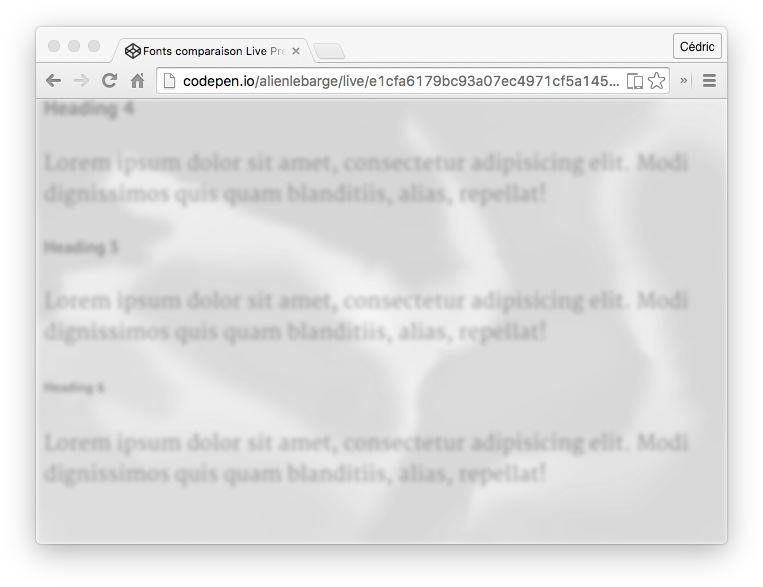 Fonts comparaison Live Pre
Cédric
codepen.io/alienlebarge/live/e1cfa6179bc93a07ec4971cf5a145...
Heading 4
Lorem ipsum dolor sit amet, consectetur adipisicing elit. Modi
dignissimos quis quam blanditiis, alias, repellat!
Heading 5
Lorem ipsum dolor sit amet, consectetur adipisicing elit. Modi
dignissimos quis quam blanditiis, alias, repellat!
Heading 6
Lorem ipsum dolor sit amet, consectetur adipisicing elit. Modi
dignissimos quis quam blanditiis, alias, repellat!